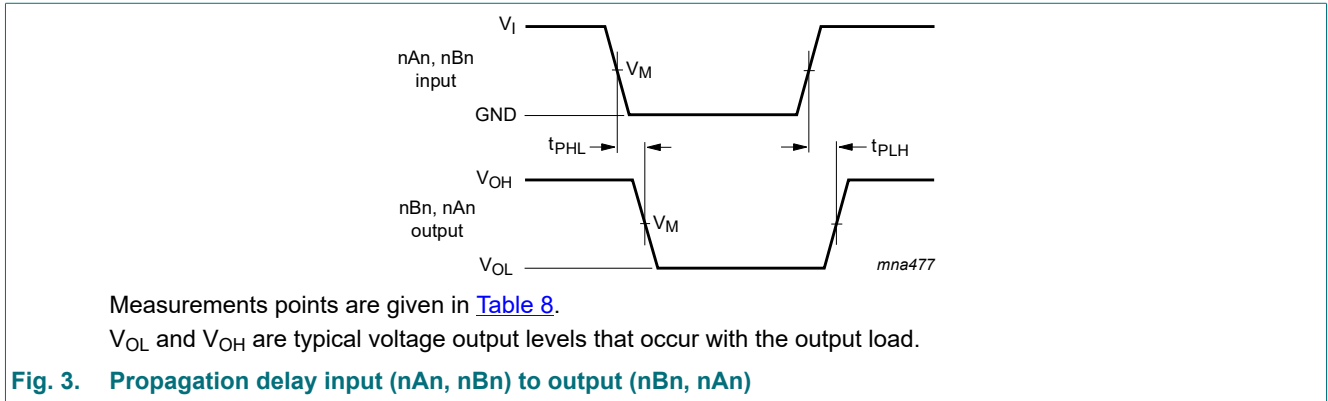 V_I
nAn, nBn
input
V_M
GND
t_PHL
t_PLH
V_OH
nBn, nAn
output
V_M
V_OL
mna477
Measurements points are given in Table 8.
V_OL and V_OH are typical voltage output levels that occur with the output load.
Fig. 3. Propagation delay input (nAn, nBn) to output (nBn, nAn)